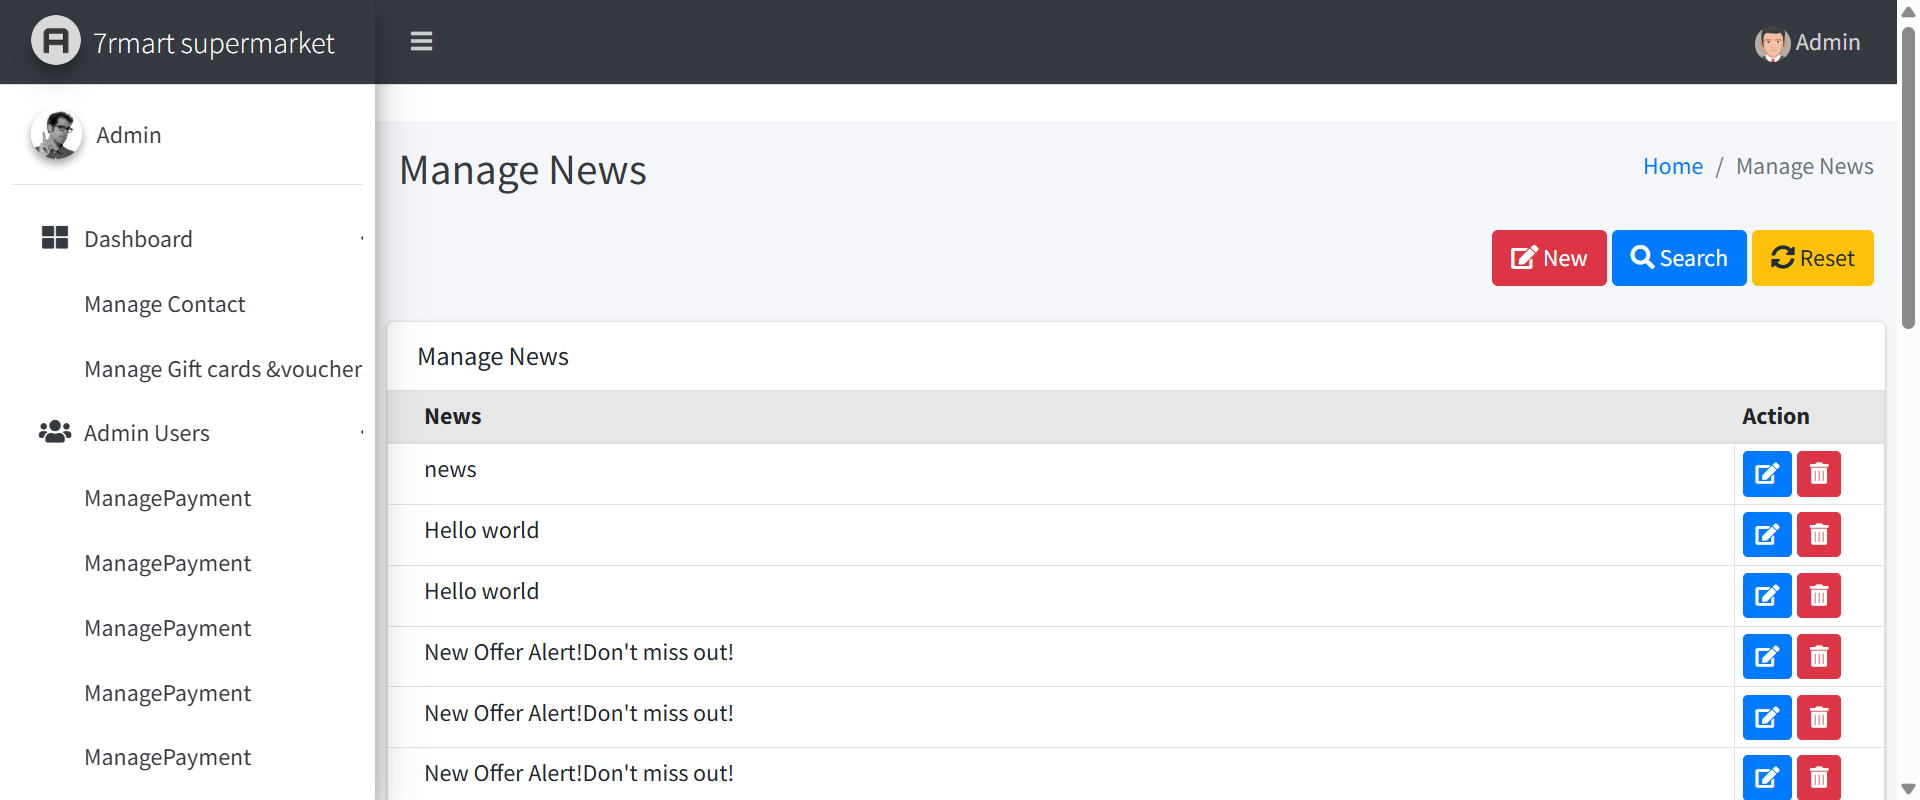 7rmart supermarket
Admin
Admin
Manage News
Home / Manage News
Dashboard
New
Search
Reset
Manage Contact
Manage Gift cards &voucher
Manage News
News
Action
Admin Users
news
ManagePayment
Hello world
ManagePayment
Hello world
ManagePayment
New Offer Alert!Don't miss out!
ManagePayment
New Offer Alert!Don't miss out!
ManagePayment
New Offer Alert!Don't miss out!